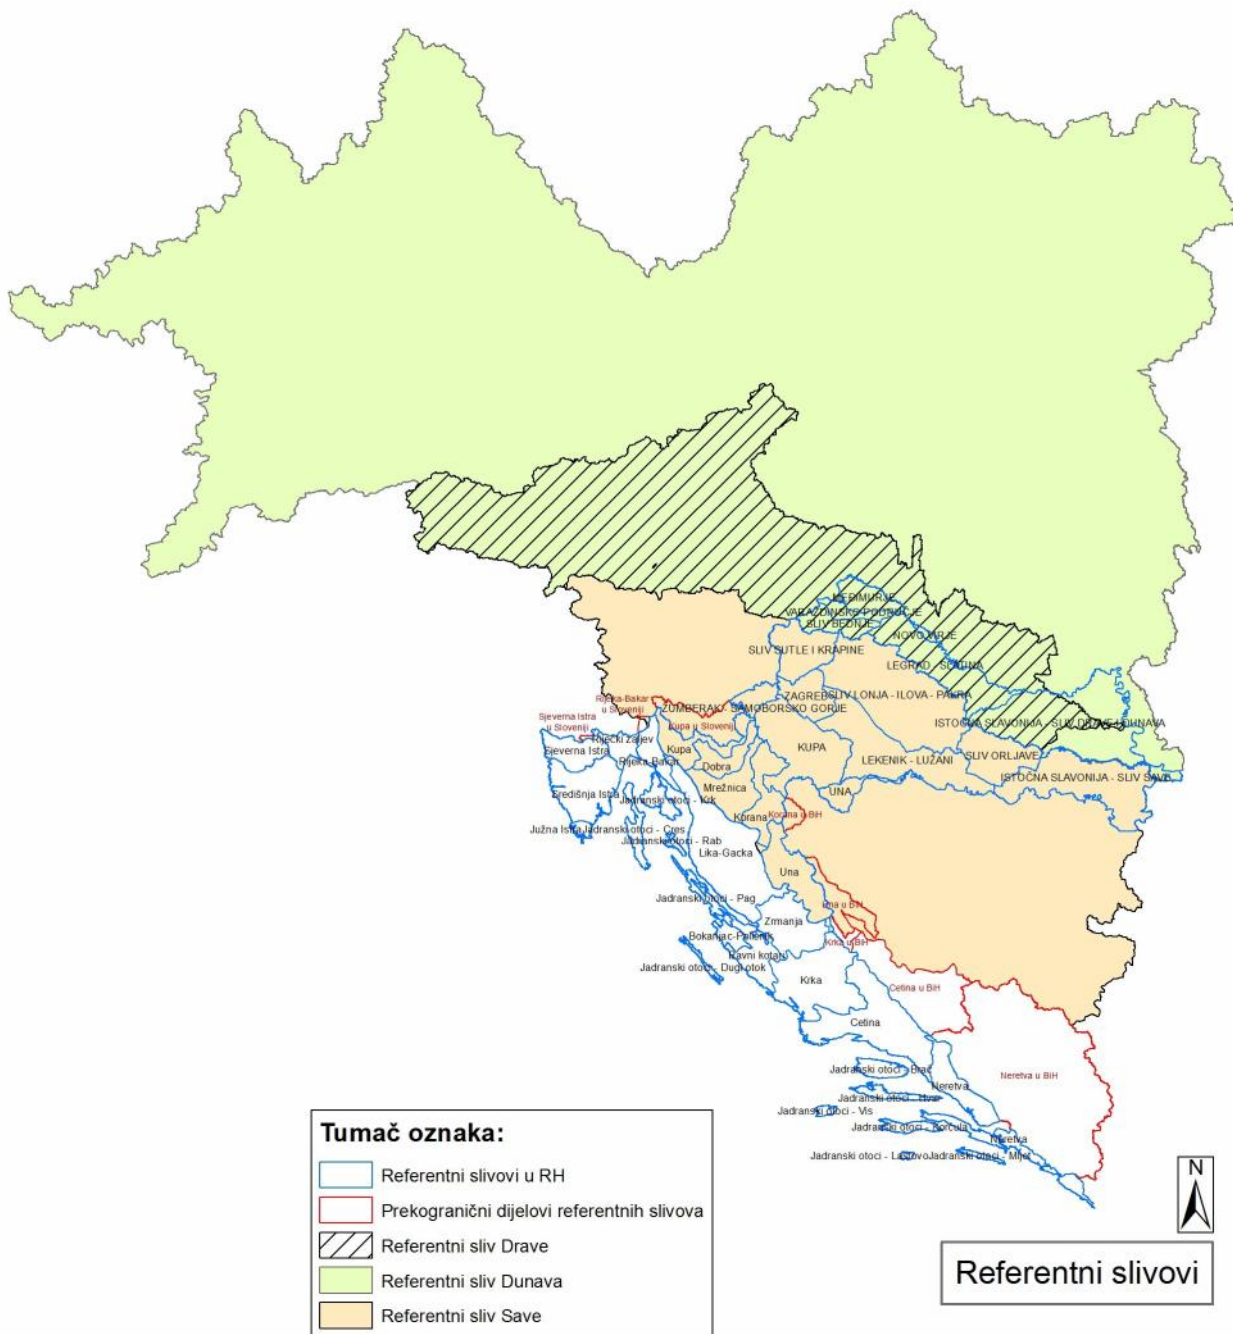 MEĐIMURJE
VARAŽDINSKO PODRUČJE
SLIV BEDNJE
NOVO VIRJE
SLIV SUTLE I KRAPINE
LEGRAD - SLATINA
Rijeka-Bakar
u Sloveniji
ZAGREB
SLIV LONJA - ILOVA - PAKRA
ŽUMBERAK - SAMOBORSKO GORJE
Sjeverna Istra
u Sloveniji
Kupa u Sloveniji
ISTOČNA SLAVONIJA - SLIV DRAVE I DUNAVA
Riječki zaljev
Sjeverna Istra
Kupa
KUPA
SLIV ORLJAVE
Rijeka-Bakar
Dobra
LEKENIK - LUŽANI
ISTOČNA SLAVONIJA - SLIV SAVE
Mrežnica
UNA
Središnja Istra
Jadranski otoci - Krk
Korana
Korana u BiH
Južna Istra
Jadranski otoci - Cres
Jadranski otoci - Rab
Lika-Gacka
Una
Jadranski otoci - Pag
Una u BiH
Zrmanja
Bokanjac-Poličnik
Krka u BiH
Ravni kotari
Jadranski otoci - Dugi otok
Krka
Cetina u BiH
Cetina
Jadranski otoci - Brač
Neretva u BiH
Neretva
Jadranski otoci - Hvar
Jadranski otoci - Vis
Jadranski otoci - Korčula
Neretva
Jadranski otoci - Lastovo
Jadranski otoci - Mljet
Tumač oznaka:
Referentni slivovi u RH
Prekogranični dijelovi referentnih slivova
Referentni sliv Drave
Referentni sliv Dunava
Referentni sliv Save
N
Referentni slivovi